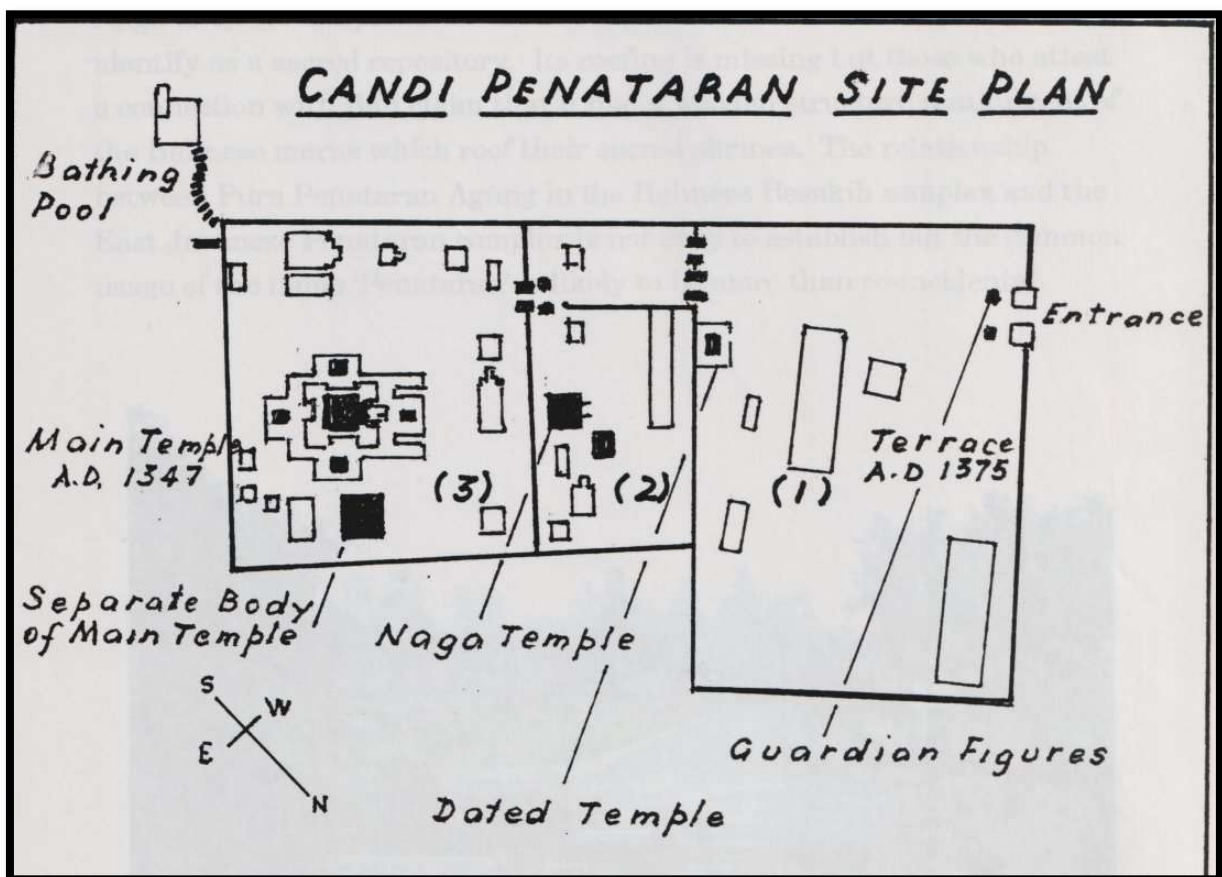 CANDI PENATARAN SITE PLAN
Bathing
Pool
Entrance
Main Temple
A.D. 1347
Terrace
A.D 1375
(3)
(2)
(1)
Separate Body
of Main Temple
Naga Temple
Guardian Figures
Dated Temple
S
W
E
N